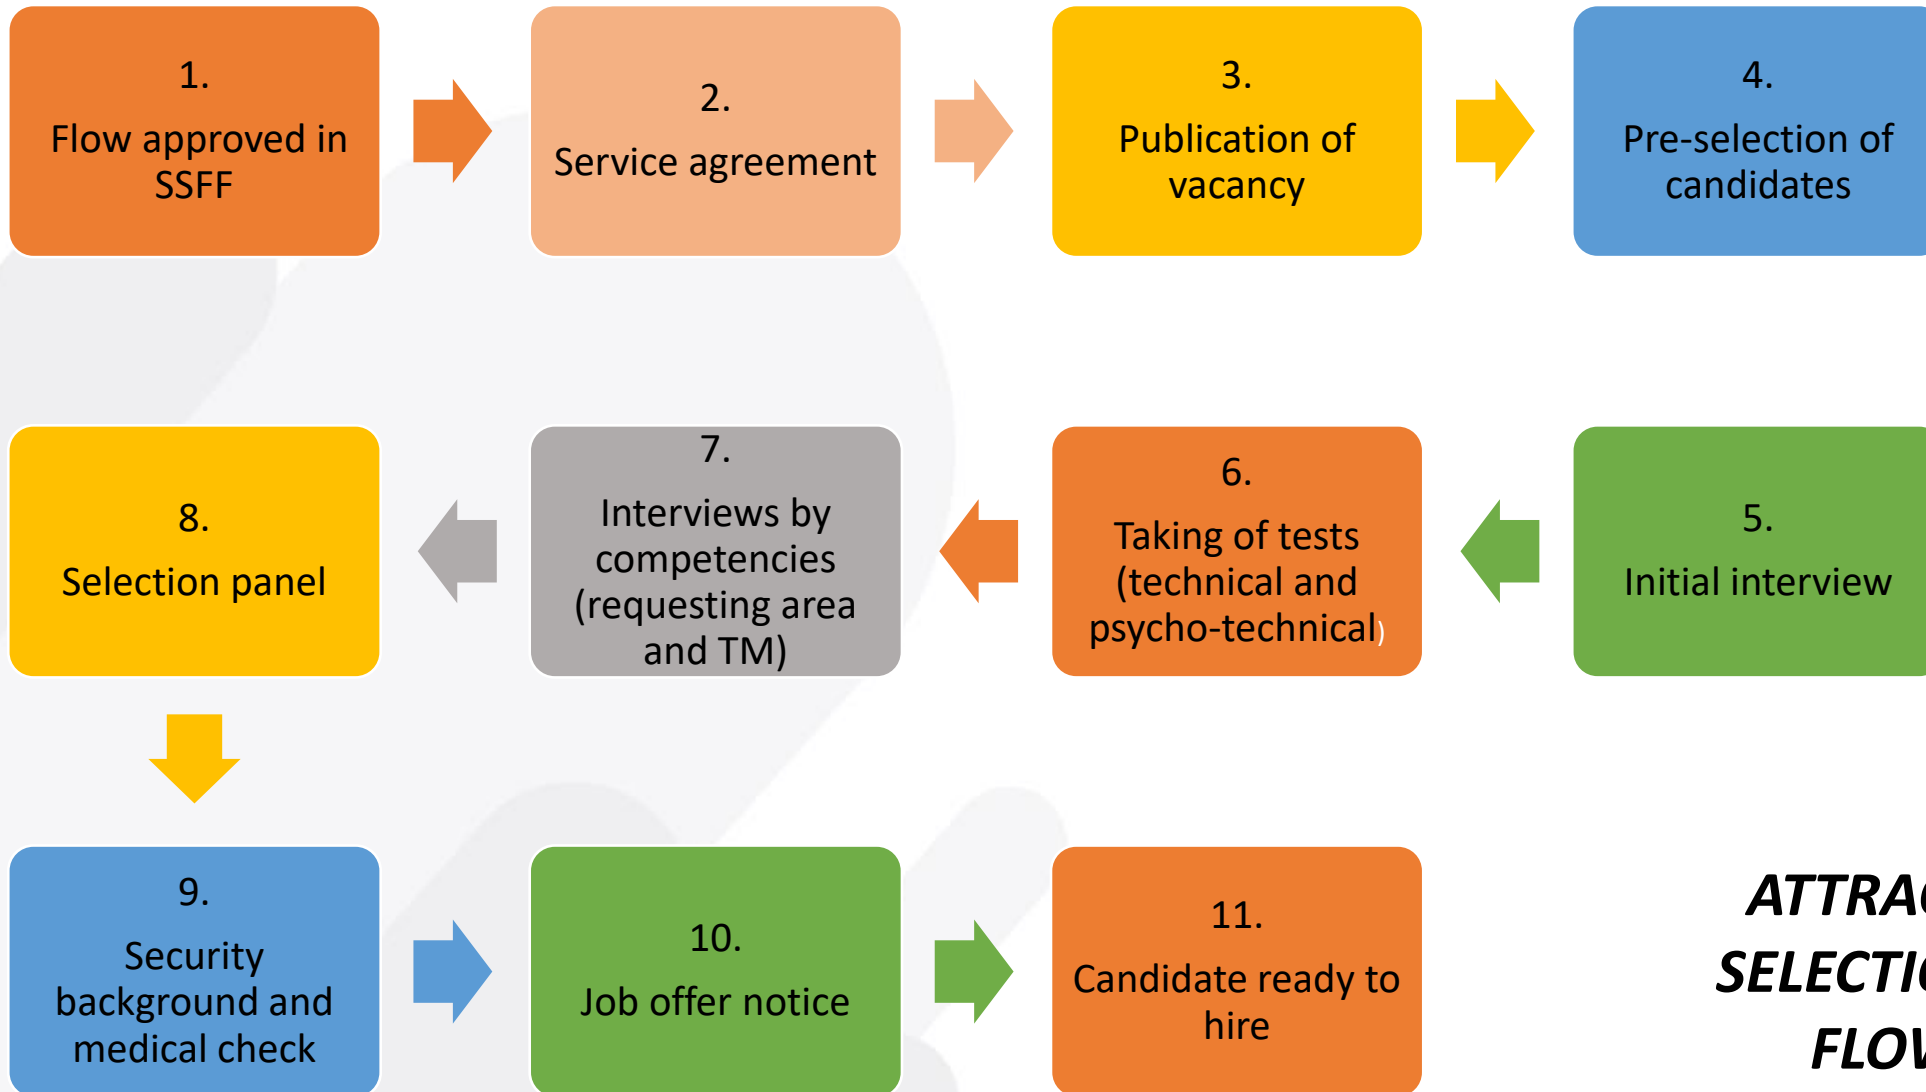 1.
Flow approved in
SSFF
2.
Service agreement
3.
Publication of
vacancy
4.
Pre-selection of
candidates
5.
Initial interview
6.
Taking of tests
(technical and
psycho-technical)
7.
Interviews by
competencies
(requesting area
and TM)
8.
Selection panel
9.
Security
background and
medical check
10.
Job offer notice
11.
Candidate ready to
hire